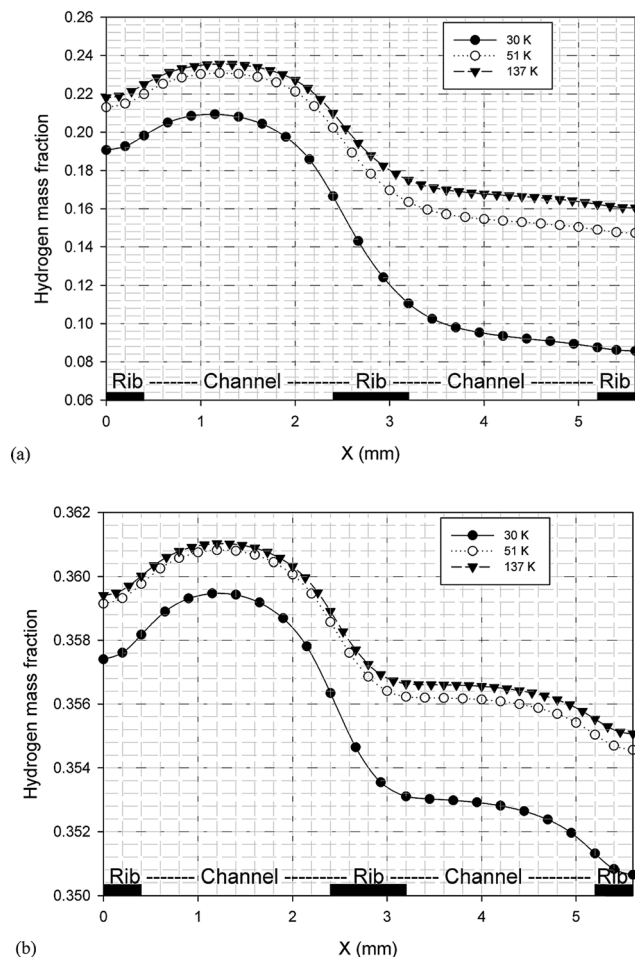 0.26
0.24
0.22
0.20
0.18
0.16
0.14
0.12
0.10
0.08
0.06
Hydrogen mass fraction
30 K
51 K
137 K
Rib ----- Channel ------- Rib ------ Channel ------ Rib
0 1 2 3 4 5
X (mm)
(a)
0.362
0.360
0.358
0.356
0.354
0.352
0.350
Hydrogen mass fraction
30 K
51 K
137 K
Rib ----- Channel ------- Rib ------ Channel ------ Rib
0 1 2 3 4 5
X (mm)
(b)